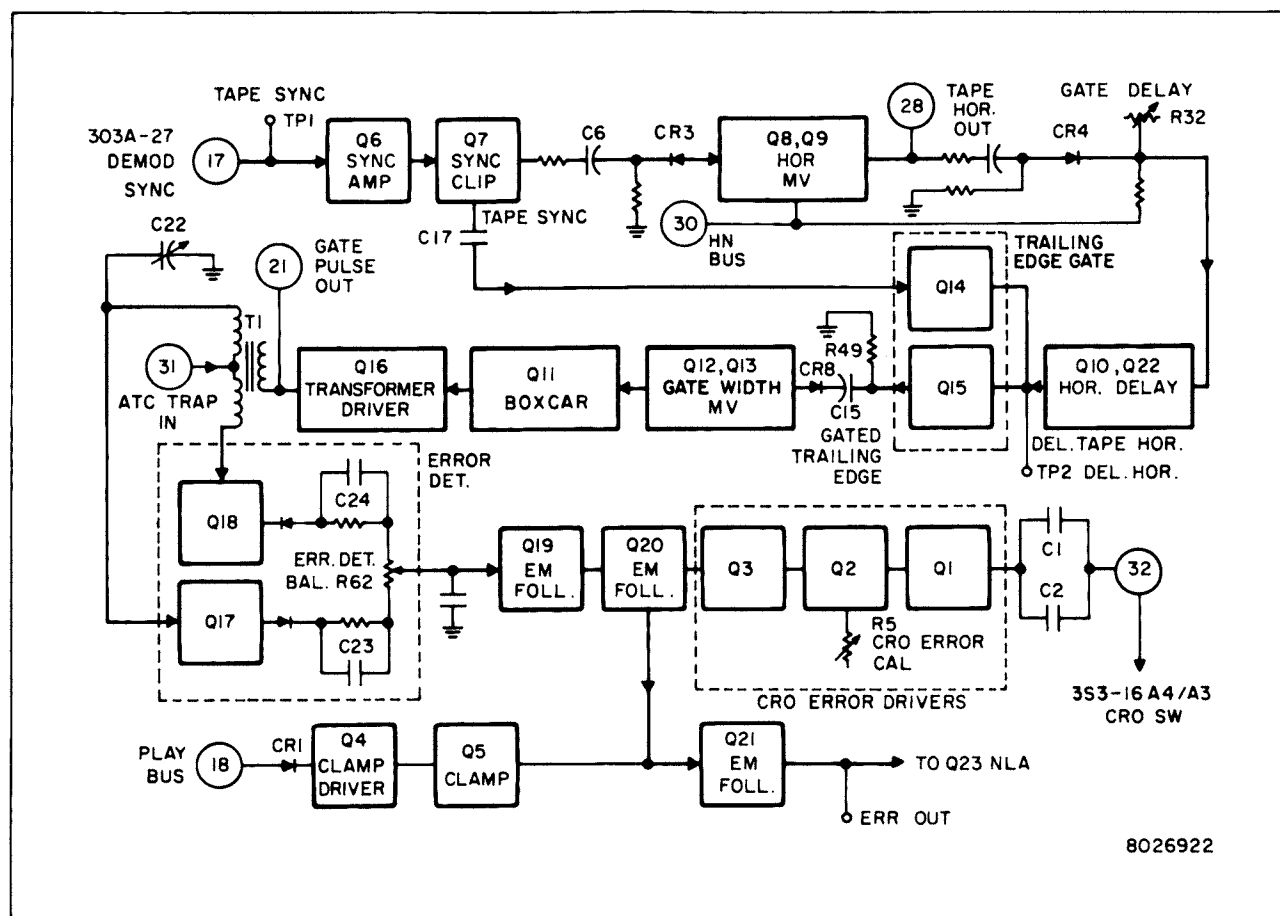 TAPE SYNC
TP1
303A-27
DEMOD
SYNC
17
Q6
SYNC
AMP
Q7
SYNC
CLIP
C6
CR3
Q8,Q9
HOR
MV
28
TAPE
HOR.
OUT
CR4
GATE DELAY
R32
TAPE SYNC
C17
30
HN
BUS
TRAILING
EDGE GATE
Q14
C22
21
GATE
PULSE
OUT
T1
31
ATC TRAP
IN
Q16
TRANSFORMER
DRIVER
Q11
BOXCAR
Q12,Q13
GATE WIDTH
MV
CR8
R49
C15
GATED
TRAILING
EDGE
Q15
Q10,Q22
HOR. DELAY
DEL.TAPE HOR.
TP2 DEL.HOR.
ERROR
DET.
Q18
C24
ERR.DET.
BAL. R62
Q17
C23
Q19
EM
FOLL.
Q20
EM
FOLL.
Q3
Q2
Q1
R5
CRO ERROR
CAL
CRO ERROR DRIVERS
C1
C2
32
3S3-16 A4/A3
CRO SW
PLAY
BUS
18
CR1
Q4
CLAMP
DRIVER
Q5
CLAMP
Q21
EM
FOLL.
TO Q23 NLA
ERR OUT
8026922